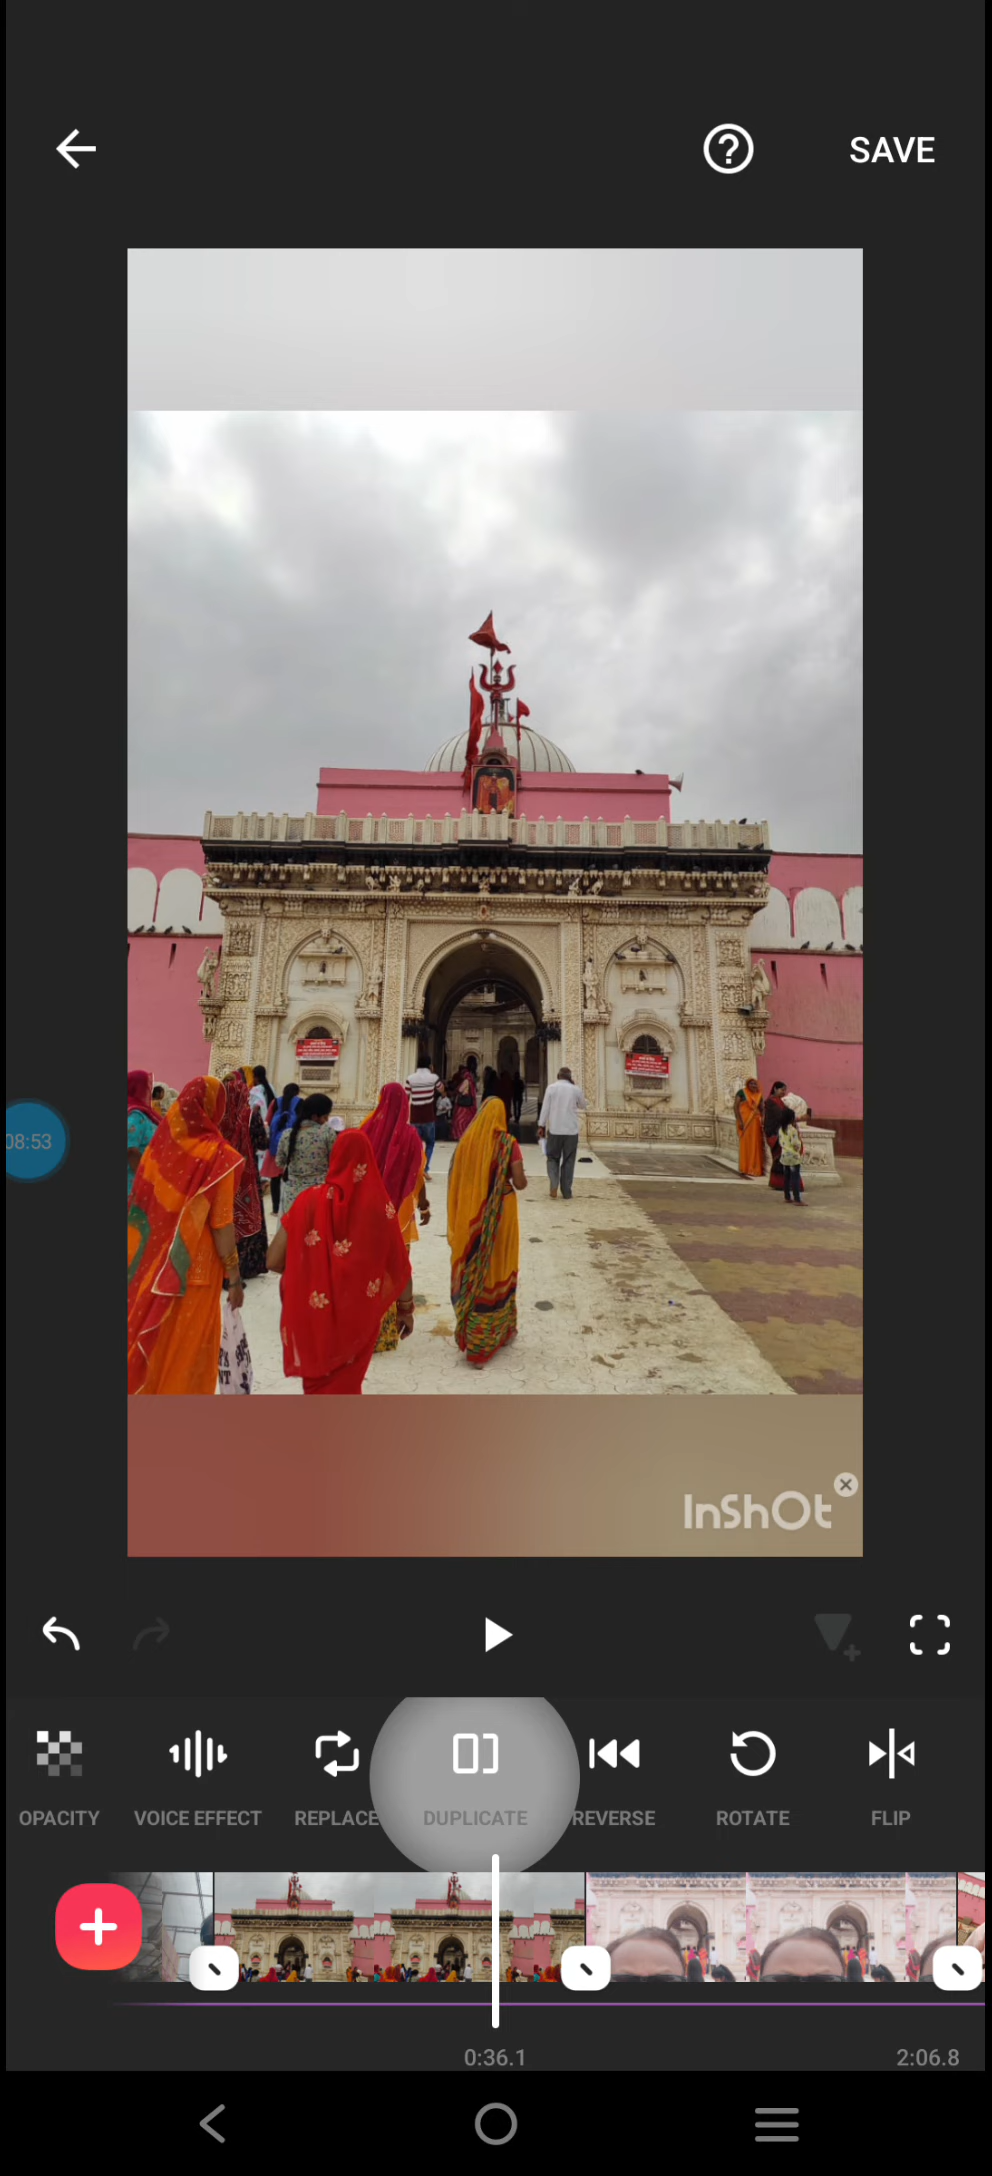 SAVE
08:53
InShOt
OPACITY
VOICE EFFECT
REPLACE
DUPLICATE
REVERSE
ROTATE
FLIP
0:36.1
2:06.8